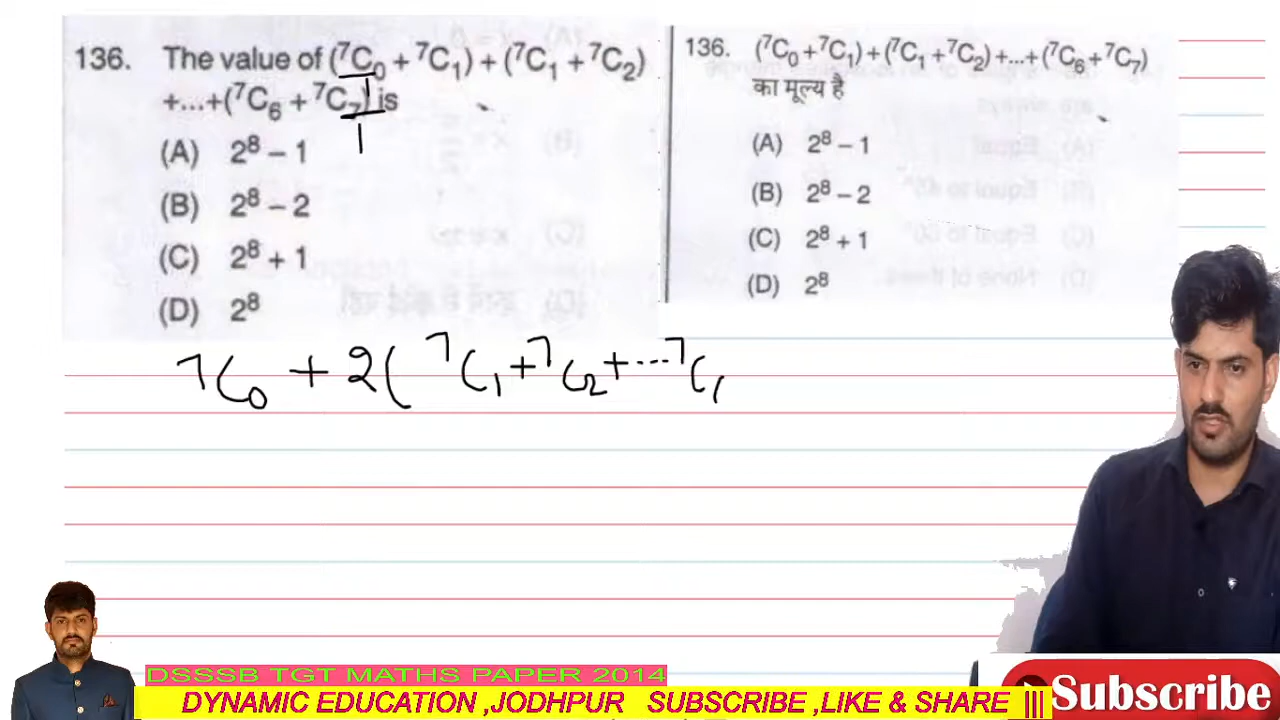 136. The value of (⁷C₀ + ⁷C₁) + (⁷C₁ + ⁷C₂)
+...+(⁷C₆ + ⁷C₇) is
(A) 2⁸ – 1
(B) 2⁸ – 2
(C) 2⁸ + 1
(D) 2⁸
136. (⁷C₀ + ⁷C₁) + (⁷C₁ + ⁷C₂) +...+ (⁷C₆ + ⁷C₇)
का मूल्य है
(A) 2⁸ – 1
(B) 2⁸ – 2
(C) 2⁸ + 1
(D) 2⁸
1
⁷C₀ + 2( ⁷C₁ + ⁷C₂ + ... ⁷C
DSSSB TGT MATHS PAPER 2014
DYNAMIC EDUCATION ,JODHPUR SUBSCRIBE ,LIKE & SHARE |||
Subscribe